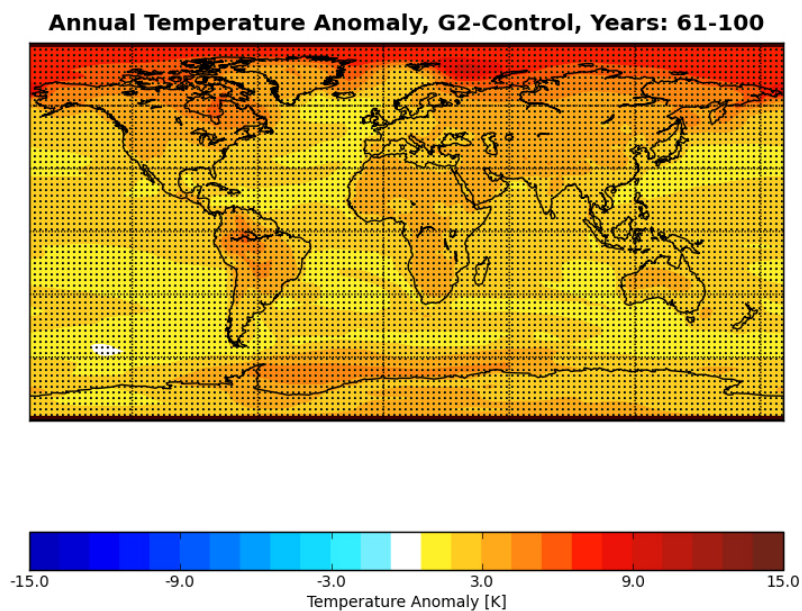 Annual Temperature Anomaly, G2-Control, Years: 61-100
-15.0 -9.0 -3.0 3.0 9.0 15.0
Temperature Anomaly [K]